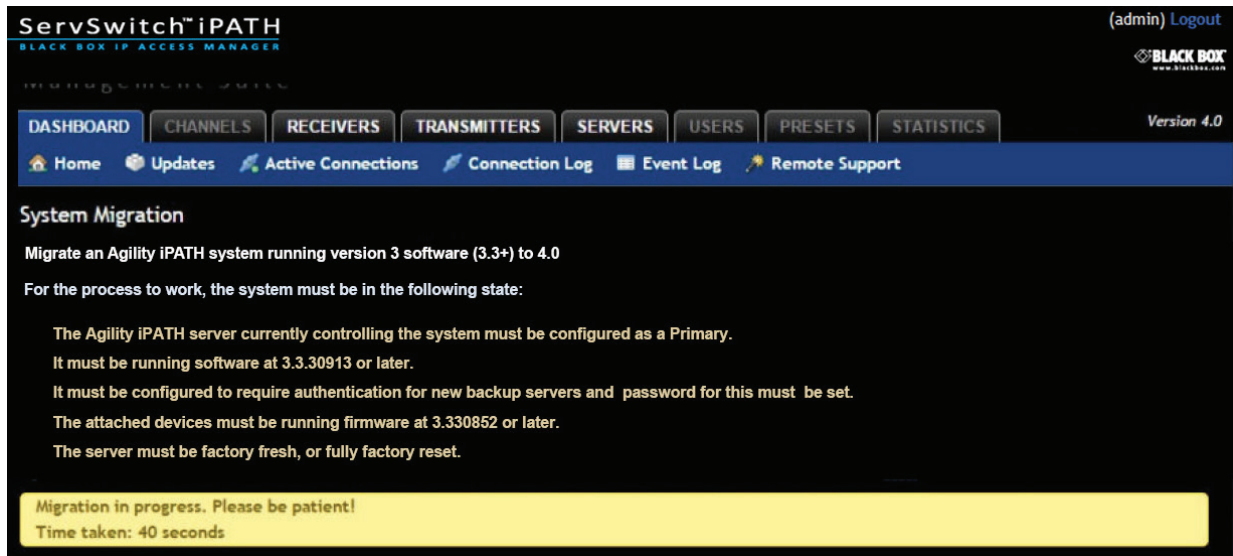 ServSwitch™ iPATH
BLACK BOX IP ACCESS MANAGER
(admin) Logout
BLACK BOX
www.blackbox.com
Management Suite
DASHBOARD CHANNELS RECEIVERS TRANSMITTERS SERVERS USERS PRESETS STATISTICS Version 4.0
Home Updates Active Connections Connection Log Event Log Remote Support
System Migration
Migrate an Agility iPATH system running version 3 software (3.3+) to 4.0
For the process to work, the system must be in the following state:
The Agility iPATH server currently controlling the system must be configured as a Primary.
It must be running software at 3.3.30913 or later.
It must be configured to require authentication for new backup servers and password for this must be set.
The attached devices must be running firmware at 3.330852 or later.
The server must be factory fresh, or fully factory reset.
Migration in progress. Please be patient!
Time taken: 40 seconds